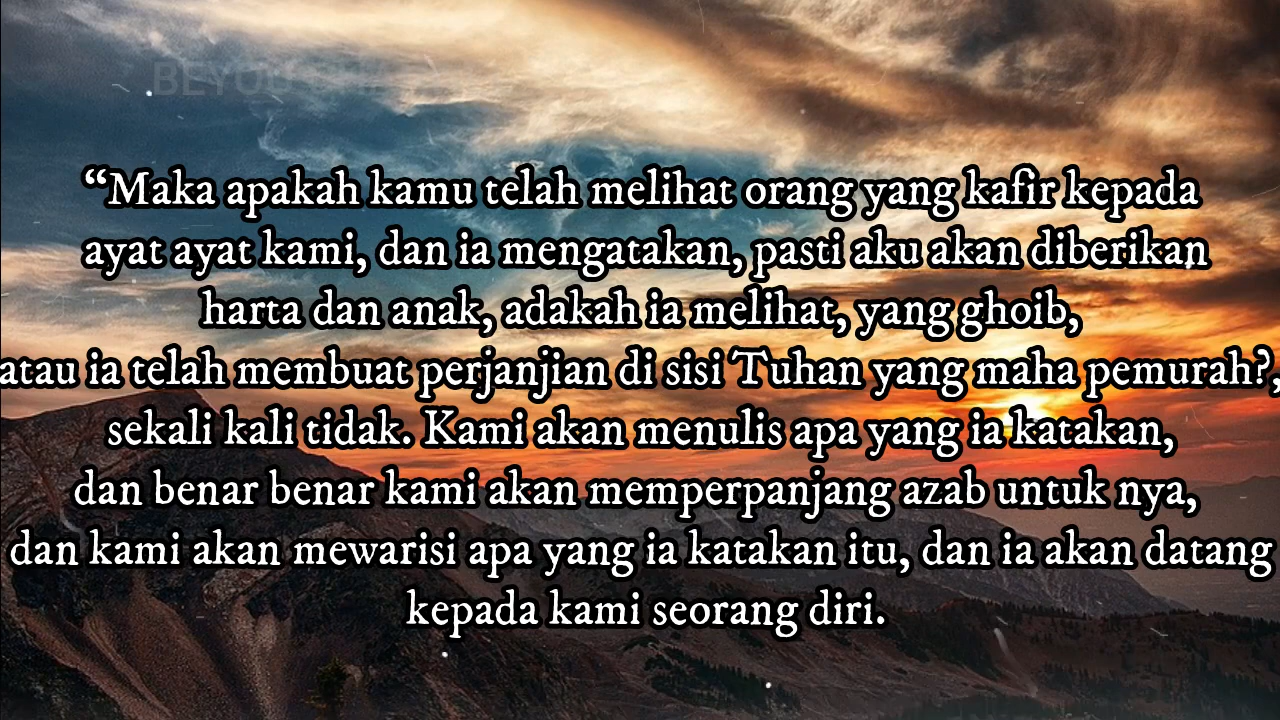 BEYOU
“Maka apakah kamu telah melihat orang yang kafir kepada
ayat ayat kami, dan ia mengatakan, pasti aku akan diberikan
harta dan anak, adakah ia melihat, yang ghoib,
atau ia telah membuat perjanjian di sisi Tuhan yang maha pemurah?,
sekali kali tidak. Kami akan menulis apa yang ia katakan,
dan benar benar kami akan memperpanjang azab untuk nya,
dan kami akan mewarisi apa yang ia katakan itu, dan ia akan datang
kepada kami seorang diri.